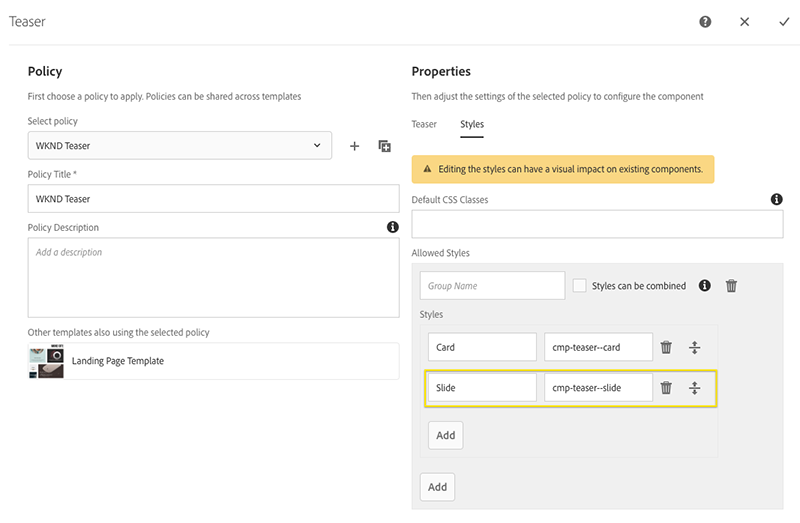 Teaser
Policy
First choose a policy to apply. Policies can be shared across templates
Select policy
WKND Teaser
Policy Title *
WKND Teaser
Policy Description
Add a description
Other templates also using the selected policy
Landing Page Template
Properties
Then adjust the settings of the selected policy to configure the component
Teaser Styles
Editing the styles can have a visual impact on existing components.
Default CSS Classes
Allowed Styles
Group Name Styles can be combined
Styles
Card cmp-teaser--card
Slide cmp-teaser--slide
Add
Add